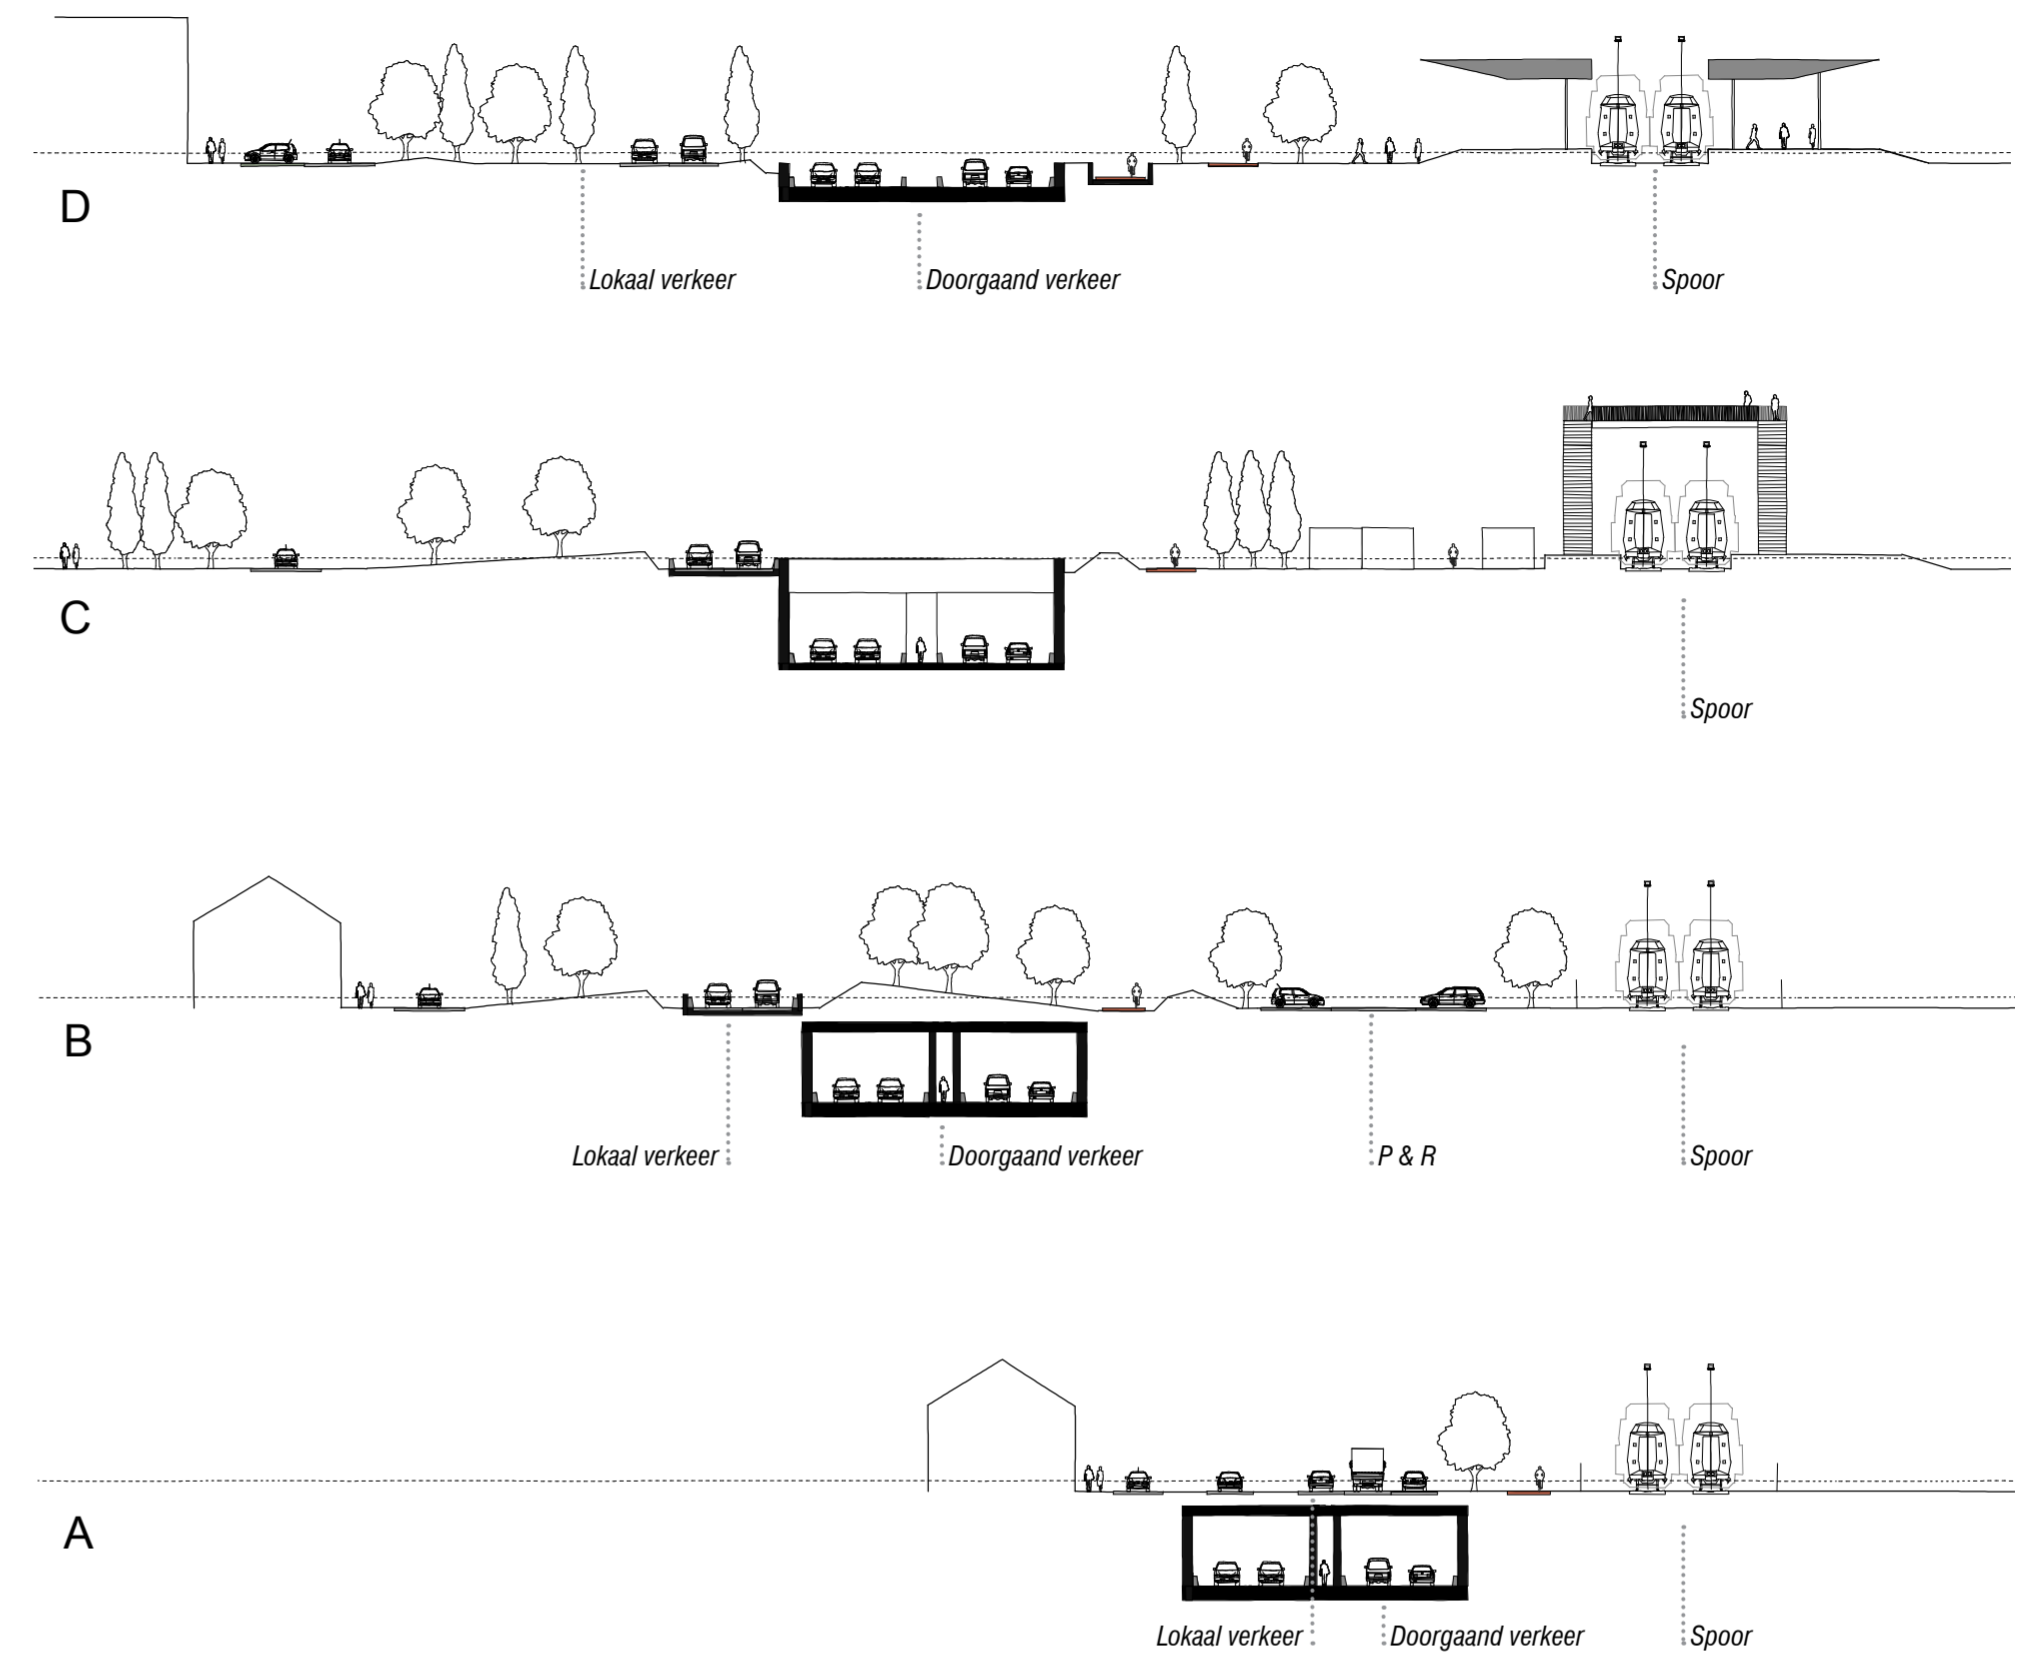 D
Lokaal verkeer
Doorgaand verkeer
Spoor
C
Spoor
B
Lokaal verkeer
Doorgaand verkeer
P & R
Spoor
A
Lokaal verkeer
Doorgaand verkeer
Spoor